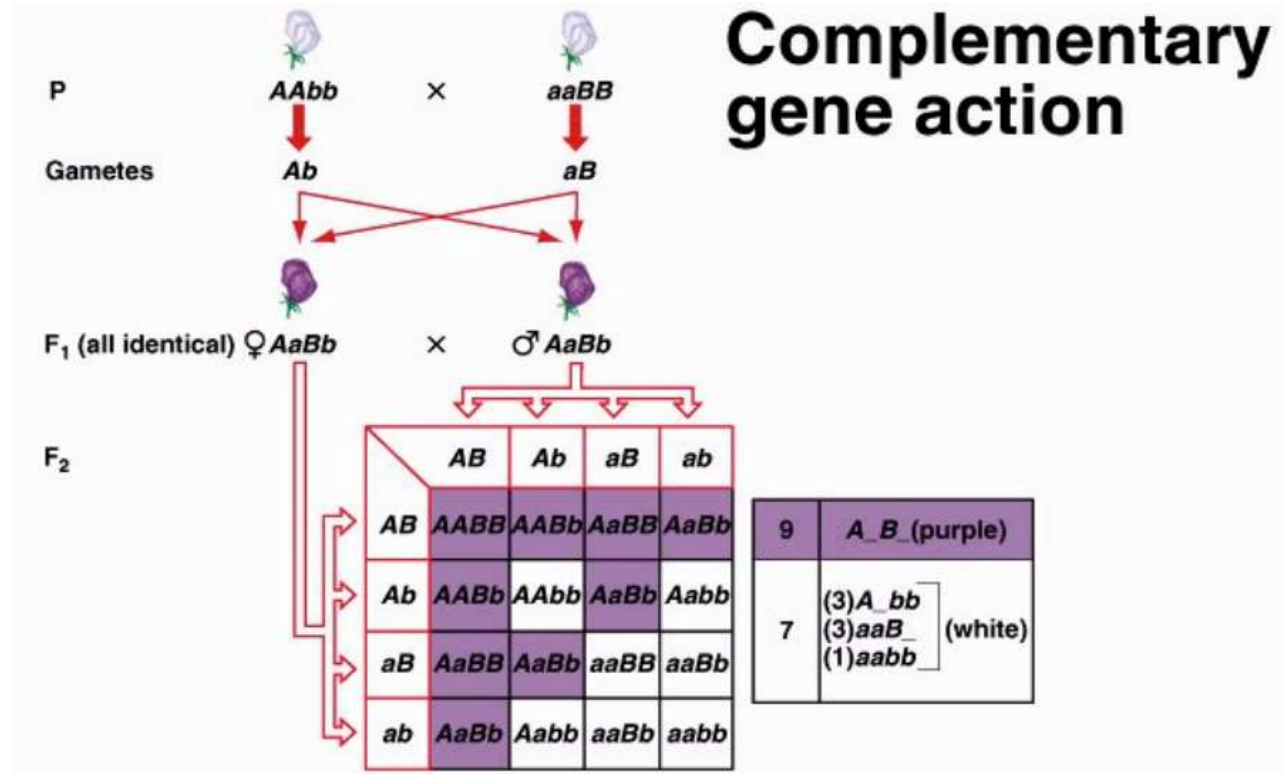 Complementary
gene action
P AAbb × aaBB
Gametes Ab aB
F₁ (all identical) ♀ AaBb × ♂ AaBb
F₂
AB Ab aB ab
AB AABB AABb AaBB AaBb
Ab AABb AAbb AaBb Aabb
aB AaBB AaBb aaBB aaBb
ab AaBb Aabb aaBb aabb
9 A_B_(purple)
7 (3)A_bb
(3)aaB_ (white)
(1)aabb